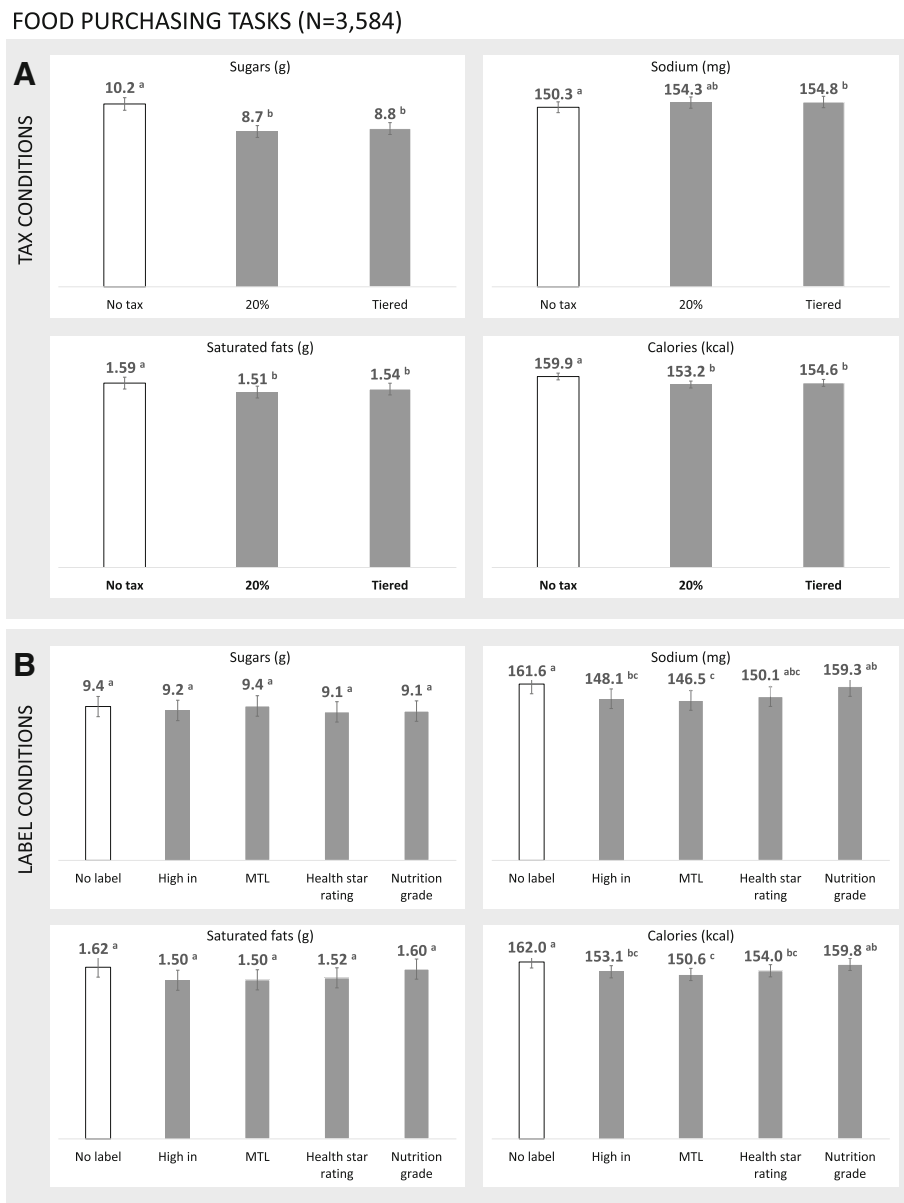 FOOD PURCHASING TASKS (N=3,584)
A
TAX CONDITIONS
Sugars (g)
10.2 a
8.7 b
8.8 b
No tax
20%
Tiered
Sodium (mg)
150.3 a
154.3 ab
154.8 b
No tax
20%
Tiered
Saturated fats (g)
1.59 a
1.51 b
1.54 b
No tax
20%
Tiered
Calories (kcal)
159.9 a
153.2 b
154.6 b
No tax
20%
Tiered
B
LABEL CONDITIONS
Sugars (g)
9.4 a
9.2 a
9.4 a
9.1 a
9.1 a
No label
High in
MTL
Health star
rating
Nutrition
grade
Sodium (mg)
161.6 a
148.1 bc
146.5 c
150.1 abc
159.3 ab
No label
High in
MTL
Health star
rating
Nutrition
grade
Saturated fats (g)
1.62 a
1.50 a
1.50 a
1.52 a
1.60 a
No label
High in
MTL
Health star
rating
Nutrition
grade
Calories (kcal)
162.0 a
153.1 bc
150.6 c
154.0 bc
159.8 ab
No label
High in
MTL
Health star
rating
Nutrition
grade